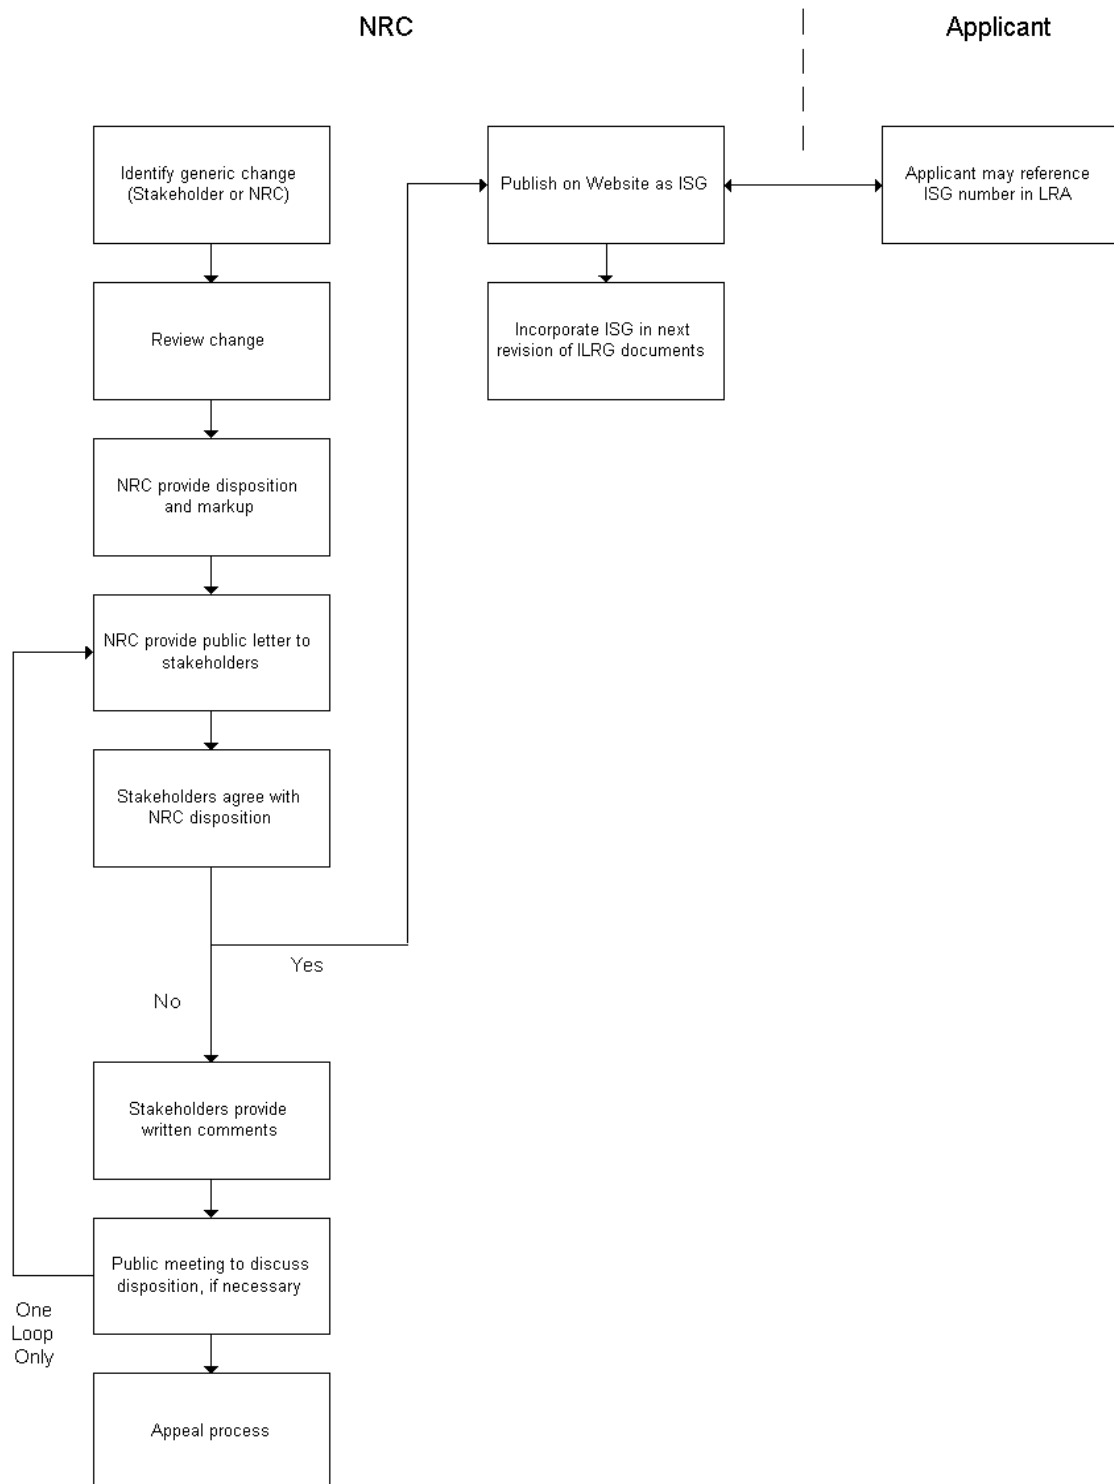 NRC
Applicant
Identify generic change
(Stakeholder or NRC)
Publish on Website as ISG
Applicant may reference
ISG number in LRA
Review change
Incorporate ISG in next
revision of ILRG documents
NRC provide disposition
and markup
NRC provide public letter to
stakeholders
Stakeholders agree with
NRC disposition
Yes
No
Stakeholders provide
written comments
Public meeting to discuss
disposition, if necessary
One
Loop
Only
Appeal process